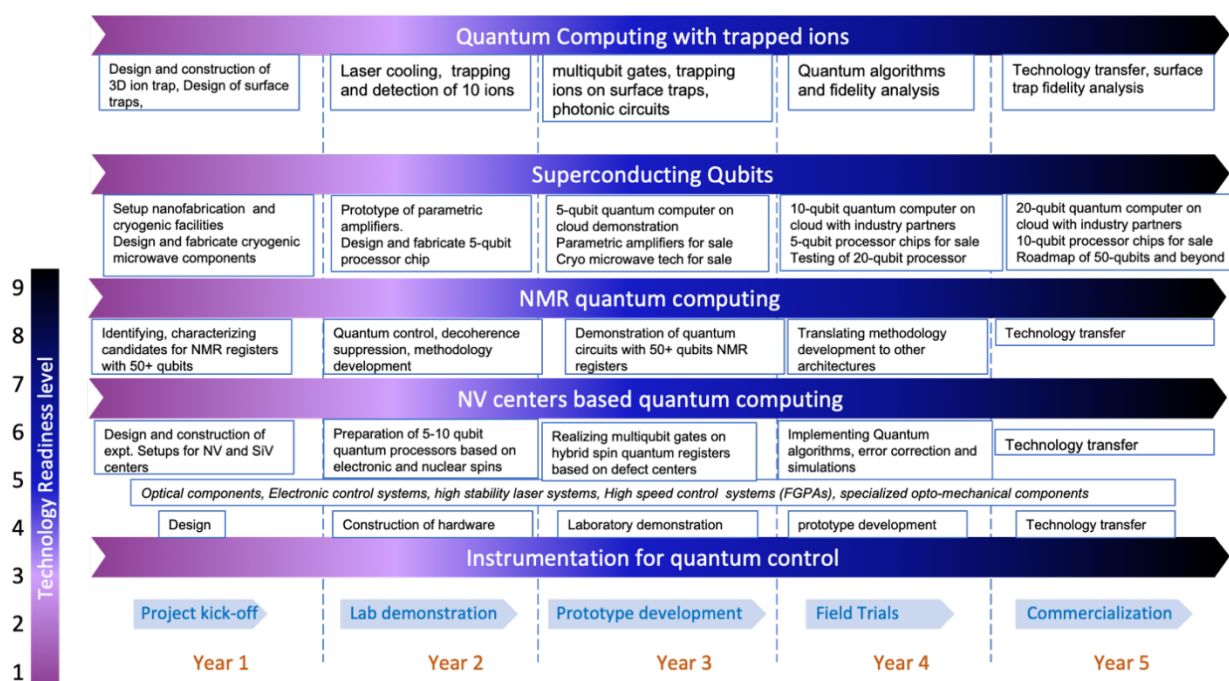 Quantum Computing with trapped ions
Design and construction of
3D ion trap, Design of surface
traps,
Laser cooling, trapping
and detection of 10 ions
multiqubit gates, trapping
ions on surface traps,
photonic circuits
Quantum algorithms
and fidelity analysis
Technology transfer, surface
trap fidelity analysis
Superconducting Qubits
Setup nanofabrication and
cryogenic facilities
Design and fabricate cryogenic
microwave components
Prototype of parametric
amplifiers.
Design and fabricate 5-qubit
processor chip
5-qubit quantum computer on
cloud demonstration
Parametric amplifiers for sale
Cryo microwave tech for sale
10-qubit quantum computer on
cloud with industry partners
5-qubit processor chips for sale
Testing of 20-qubit processor
20-qubit quantum computer on
cloud with industry partners
10-qubit processor chips for sale
Roadmap of 50-qubits and beyond
NMR quantum computing
Identifying, characterizing
candidates for NMR registers
with 50+ qubits
Quantum control, decoherence
suppression, methodology
development
Demonstration of quantum
circuits with 50+ qubits NMR
registers
Translating methodology
development to other
architectures
Technology transfer
NV centers based quantum computing
Design and construction of
expt. Setups for NV and SiV
centers
Preparation of 5-10 qubit
quantum processors based on
electronic and nuclear spins
Realizing multiqubit gates on
hybrid spin quantum registers
based on defect centers
Implementing Quantum
algorithms, error correction and
simulations
Technology transfer
Optical components, Electronic control systems, high stability laser systems, High speed control systems (FGPAs), specialized opto-mechanical components
Design
Construction of hardware
Laboratory demonstration
prototype development
Technology transfer
Instrumentation for quantum control
Project kick-off
Lab demonstration
Prototype development
Field Trials
Commercialization
Year 1
Year 2
Year 3
Year 4
Year 5
Technology Readiness level
9
8
7
6
5
4
3
2
1